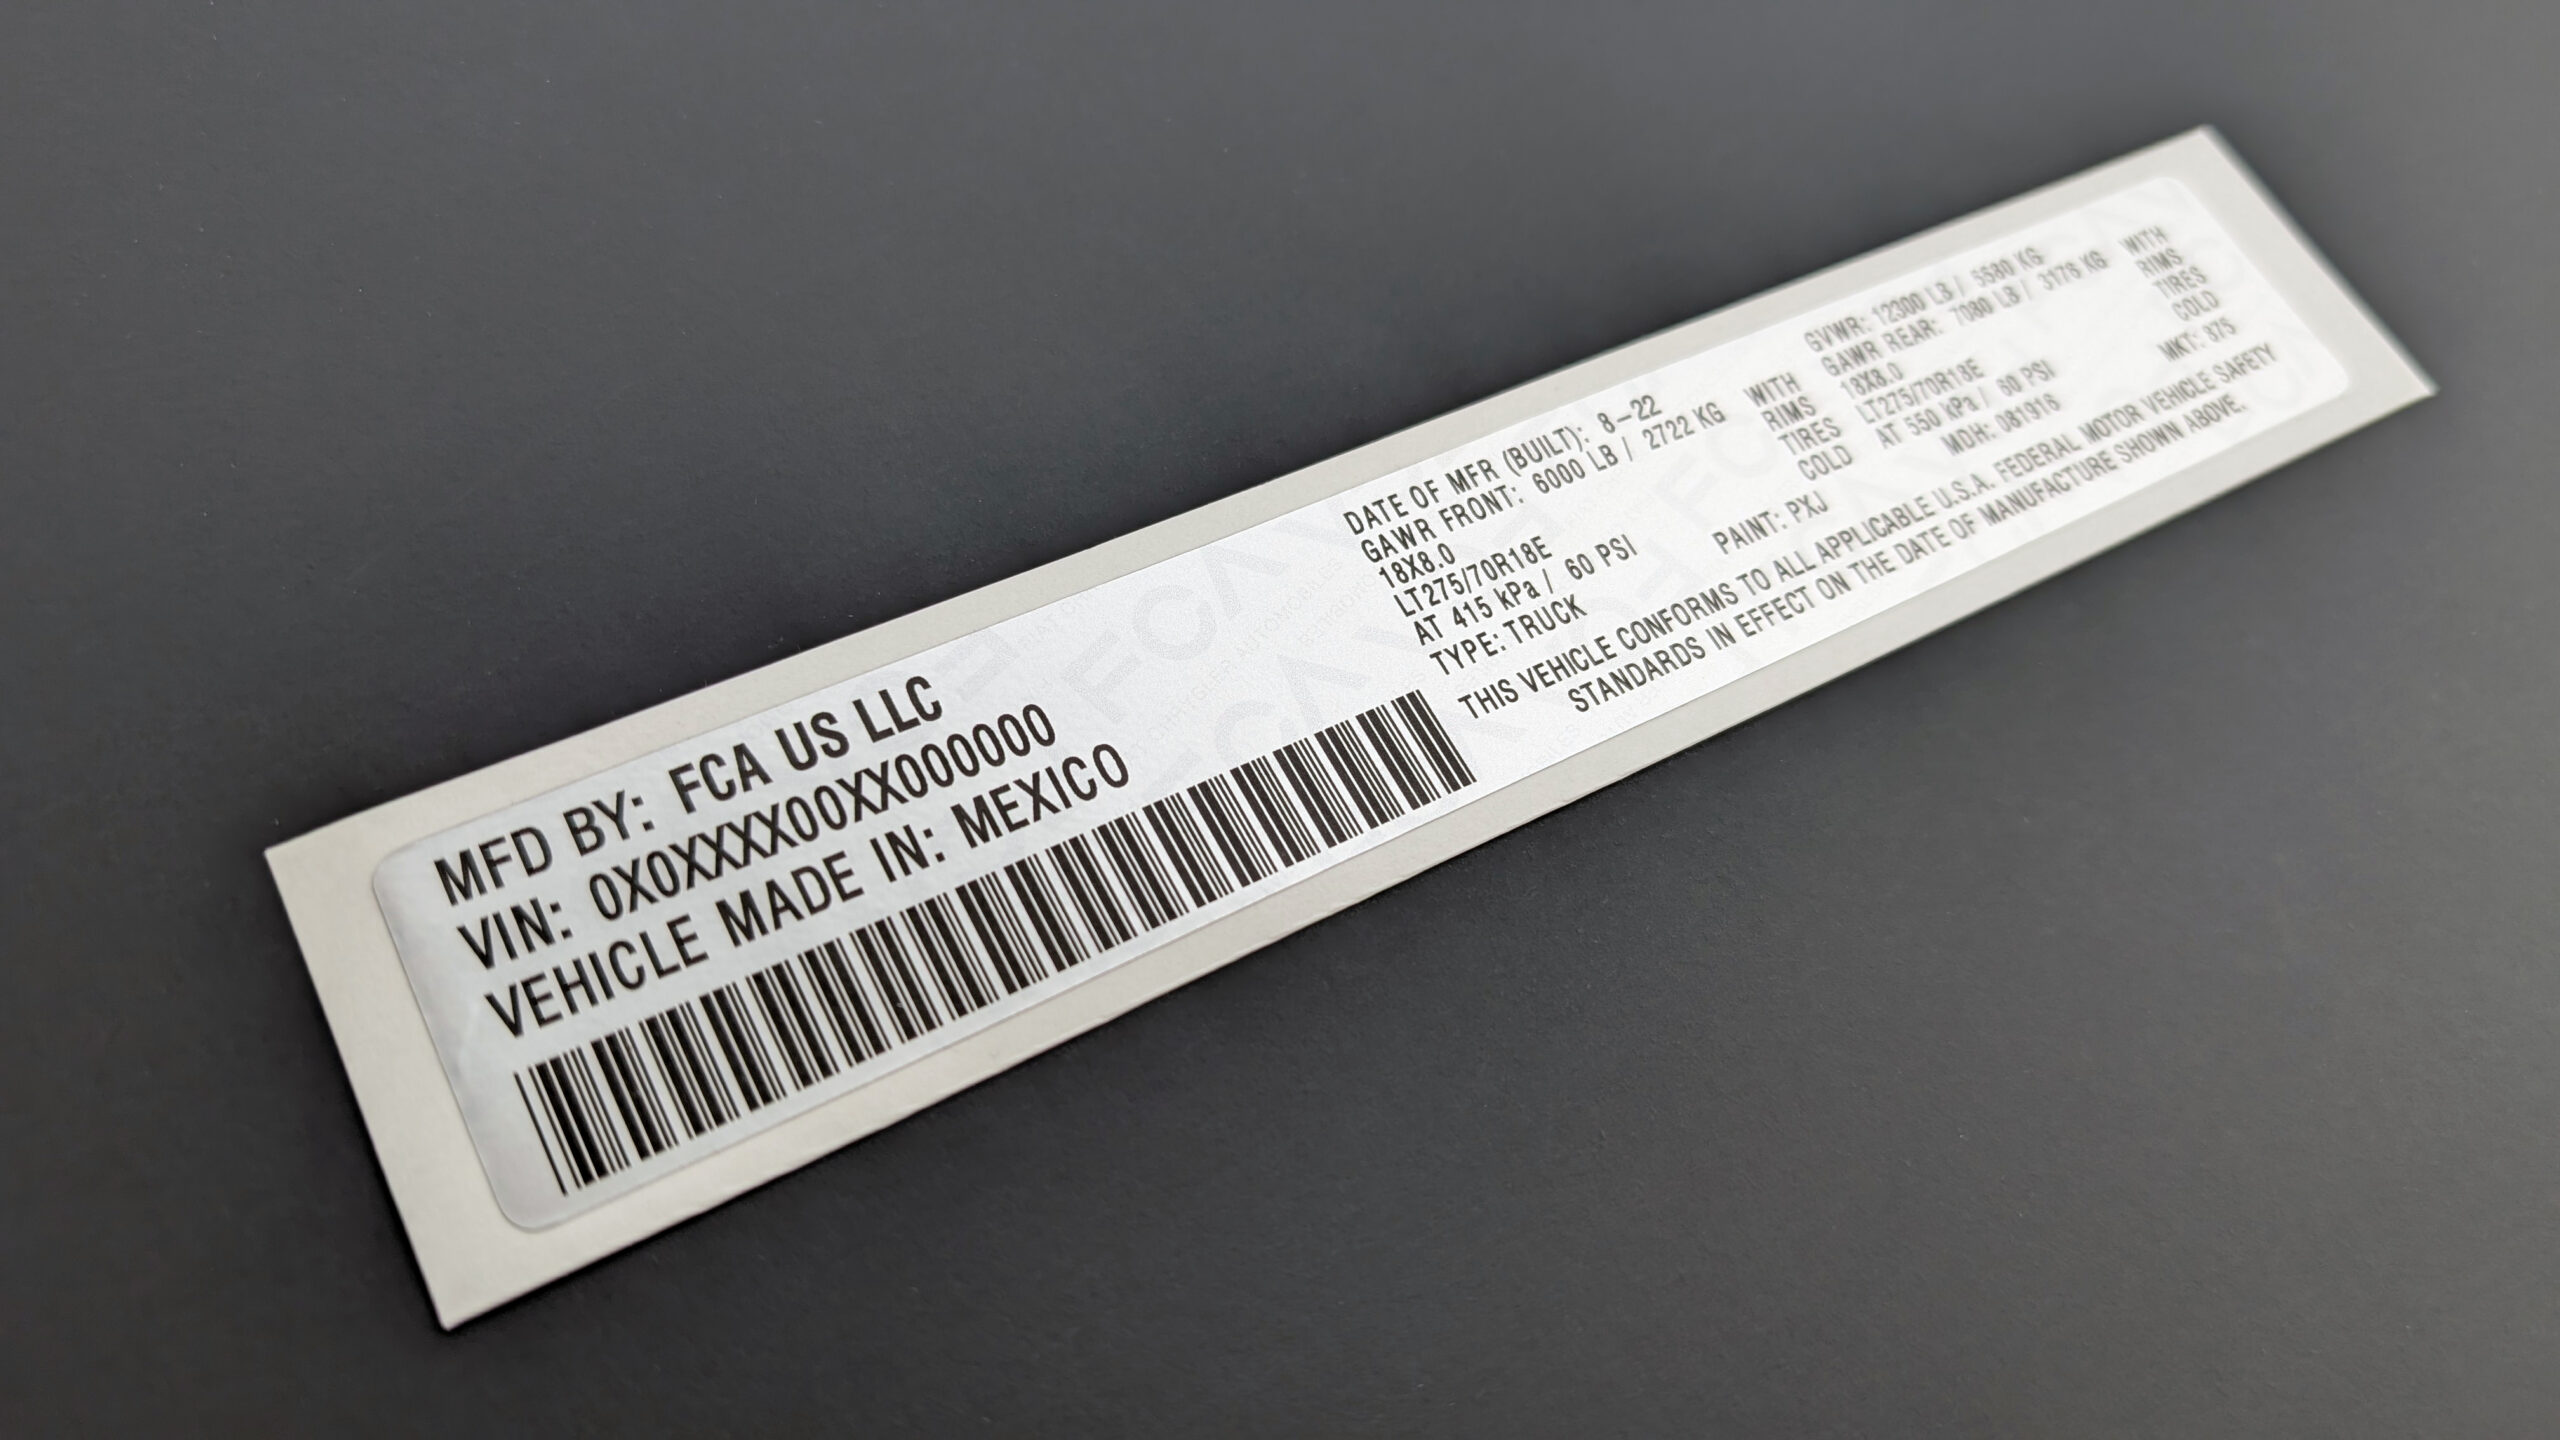 MFD BY: FCA US LLC
VIN: 0X0XXXX00XX000000
VEHICLE MADE IN: MEXICO
DATE OF MFR (BUILT): 8-22 GVWR: 12300 LB / 5580 KG
GAWR FRONT: 6000 LB / 2722 KG WITH GAWR REAR: 7080 LB / KG WITH
18X8.0 RIMS 18X8.0 RIMS
LT275/70R18E TIRES LT275/70R18E TIRES
AT 415 kPa / 60 PSI COLD AT 550 kPa / PSI COLD
TYPE: TRUCK PAINT: PXJ MDH: 081916 MKT:
THIS VEHICLE CONFORMS TO ALL APPLICABLE U.S.A. FEDERAL MOTOR VEHICLE SAFETY
STANDARDS IN EFFECT ON THE DATE OF MANUFACTURE SHOWN ABOVE.
FCA